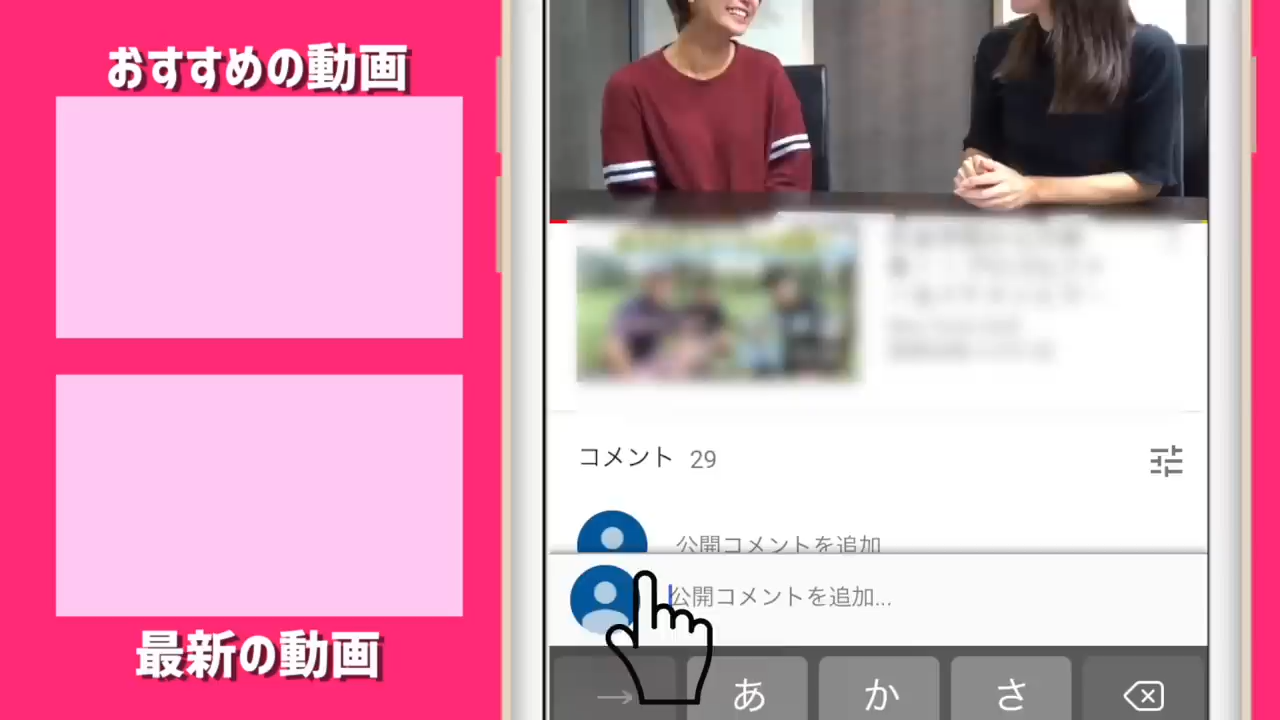 おすすめの動画
最新の動画
コメント 29
公開コメントを追加
公開コメントを追加...
→ あ か さ